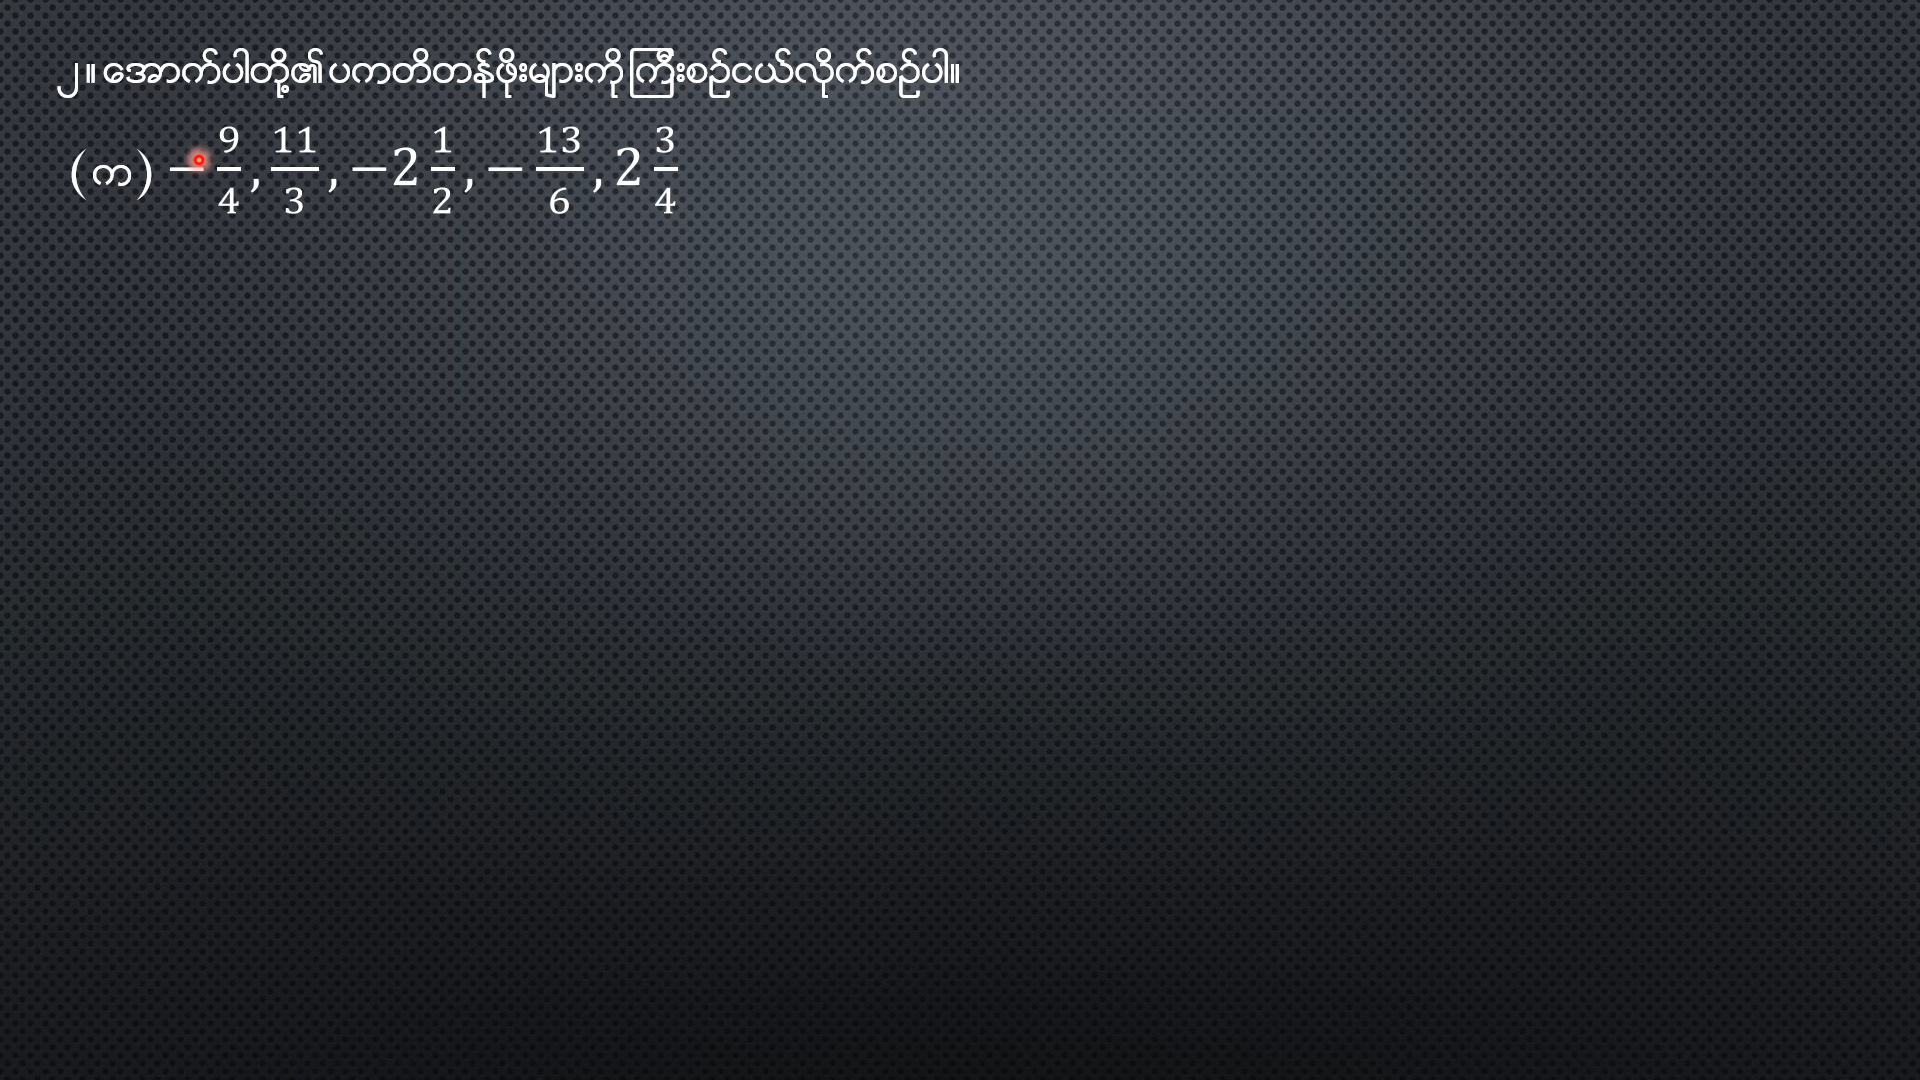 ၂။ အောက်ပါတို့၏ ပကတိတန်ဖိုးများကို ကြီးစဉ်ငယ်လိုက်စဉ်ပါ။
(က) −9/4, 11/3, −2 1/2, −13/6, 2 3/4